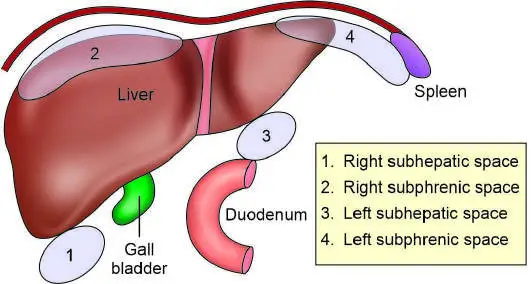 2
4
Liver
Spleen
3
Duodenum
Gall
bladder
1
1. Right subhepatic space
2. Right subphrenic space
3. Left subhepatic space
4. Left subphrenic space